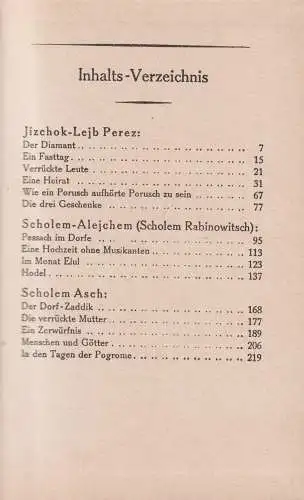 Inhalts-Verzeichnis
Jizchok-Lejb Perez:
Der Diamant .. .. .. .. .. .. .. .. .. .. .. .. 7
Ein Fasttag .. .. .. .. .. .. .. .. .. .. .. .. 15
Verrückte Leute .. .. .. .. .. .. .. .. .. .. .. 21
Eine Heirat .. .. .. .. .. .. .. .. .. .. .. .. 31
Wie ein Porusch aufhörte Porusch zu sein .. .. .. .. 67
Die drei Geschenke .. .. .. .. .. .. .. .. .. .. 77
Scholem-Alejchem (Scholem Rabinowitsch):
Pessach im Dorfe .. .. .. .. .. .. .. .. .. .. 95
Eine Hochzeit ohne Musikanten .. .. .. .. .. .. .. 113
Im Monat Elul .. .. .. .. .. .. .. .. .. .. .. 123
Hodel .. .. .. .. .. .. .. .. .. .. .. .. .. 137
Scholem Asch:
Der Dorf-Zaddik .. .. .. .. .. .. .. .. .. .. 168
Die verrückte Mutter .. .. .. .. .. .. .. .. .. 177
Ein Zerwürfnis .. .. .. .. .. .. .. .. .. .. .. 189
Menschen und Götter .. .. .. .. .. .. .. .. .. 206
In den Tagen der Pogrome .. .. .. .. .. .. .. .. 219